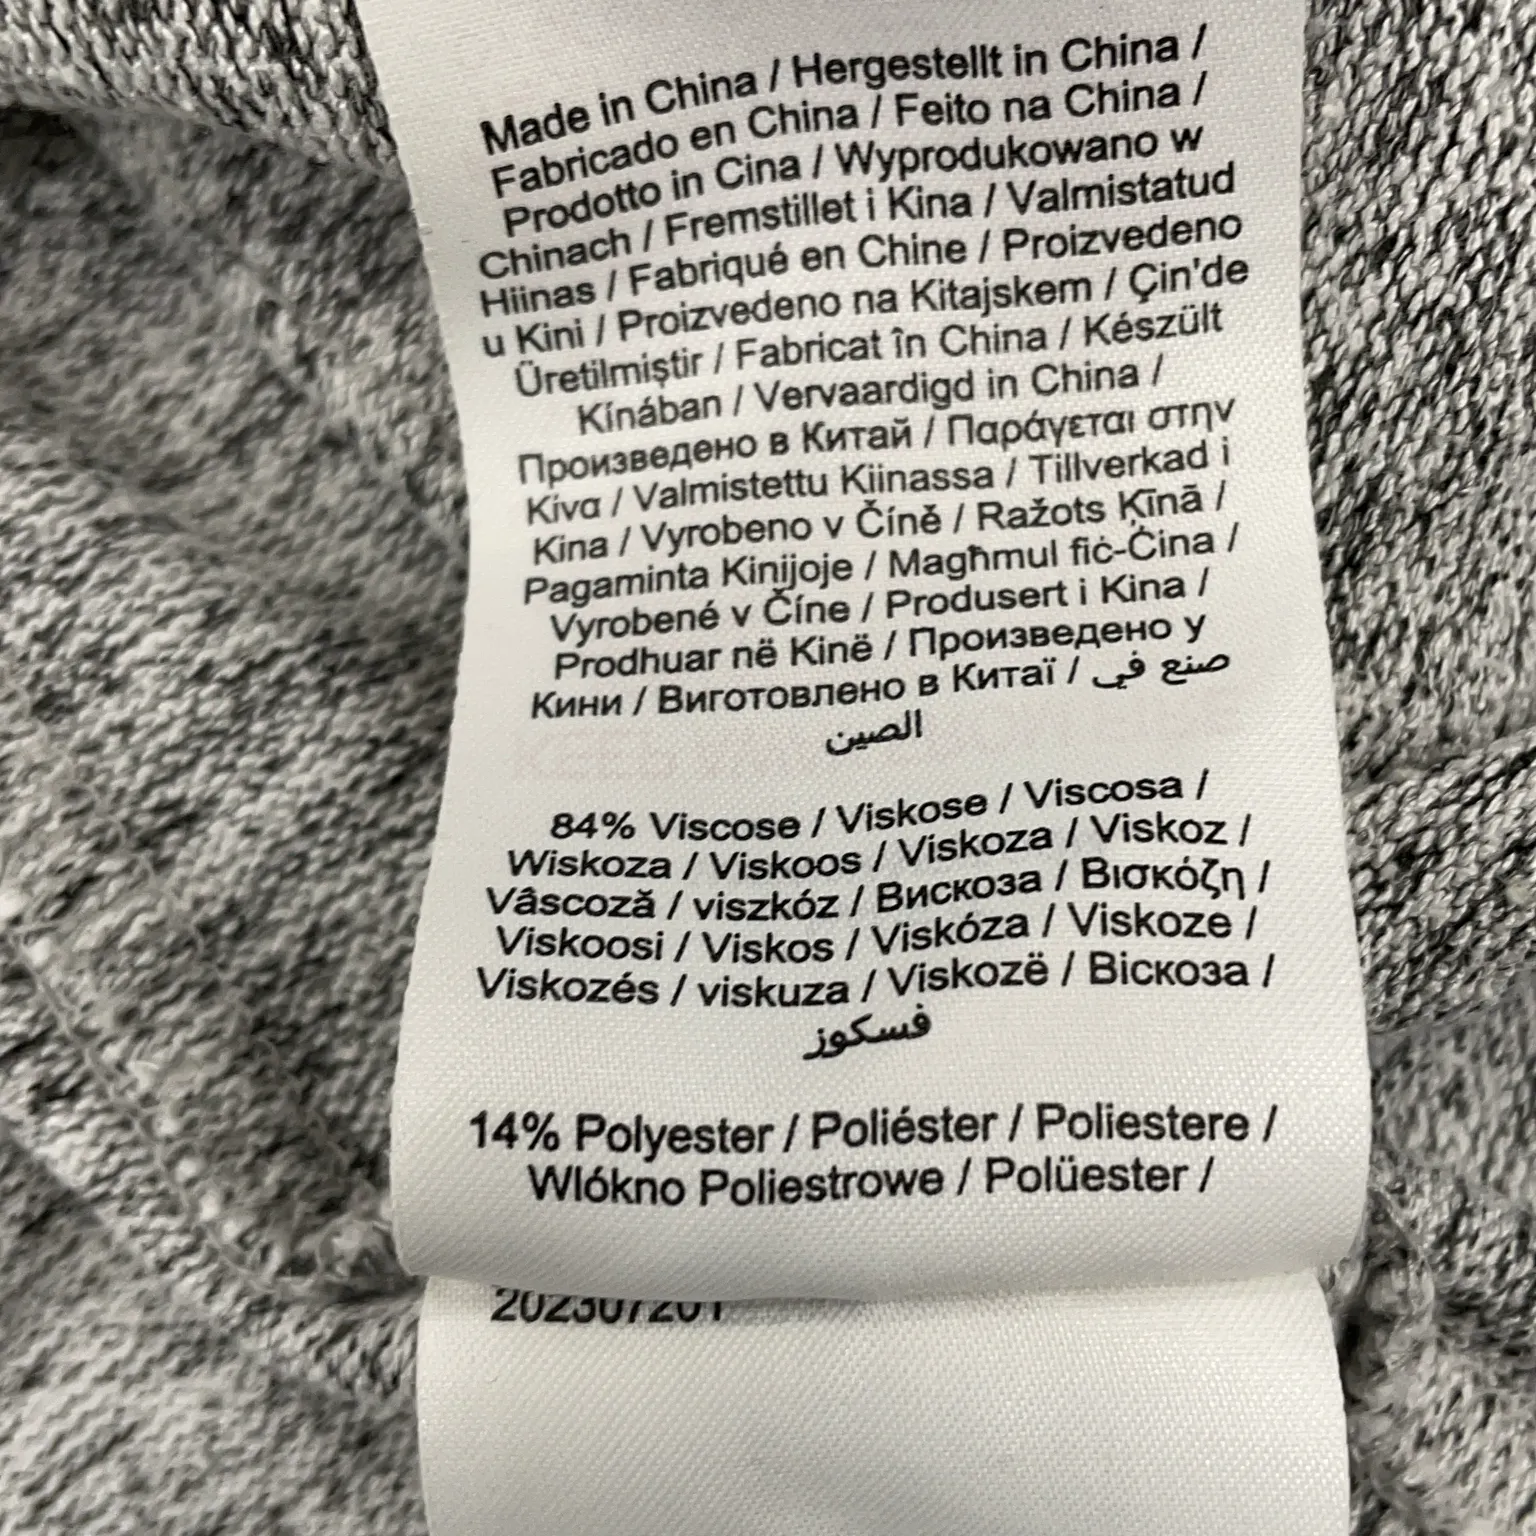 Made in China / Hergestellt in China /
Fabricado en China / Feito na China /
Prodotto in Cina / Wyprodukowano w
Chinach / Fremstillet i Kina / Valmistatud
Hiinas / Fabriqué en Chine / Proizvedeno
u Kini / Proizvedeno na Kitajskem / Çin'de
Üretilmiştir / Fabricat în China / Készült
Kínában / Vervaardigd in China /
Произведено в Китай / Παράγεται στην
Κίνα / Valmistettu Kiinassa / Tillverkad i
Kina / Vyrobeno v Číně / Ražots Ķīnā /
Pagaminta Kinijoje / Magħmul fiċ-Ċina /
Vyrobené v Číne / Produsert i Kina /
Prodhuar në Kinë / Произведено у
Кини / Виготовлено в Китаї / صنع في
الصين
84% Viscose / Viskose / Viscosa /
Wiskoza / Viskoos / Viskoza / Viskoz /
Vâscoză / viszkóz / Вискоза / Βισκόζη /
Viskoosi / Viskos / Viskóza / Viskoze /
Viskozés / viskuza / Viskozë / Віскоза /
فسكوز
14% Polyester / Poliéster / Poliestere /
Wlókno Poliestrowe / Polüester /
202307201